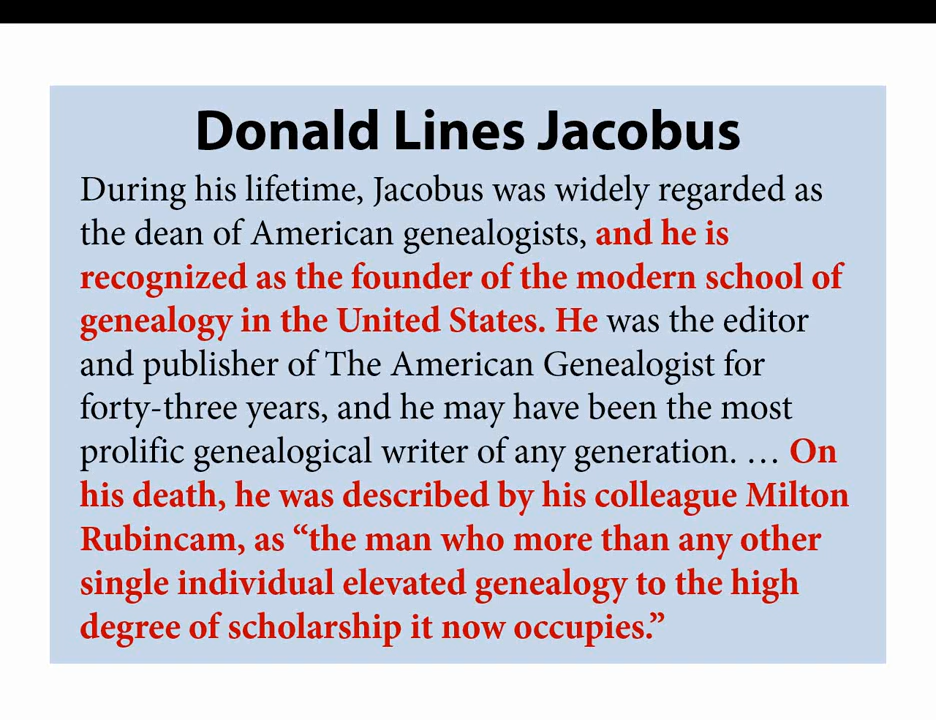 Donald Lines Jacobus
During his lifetime, Jacobus was widely regarded as
the dean of American genealogists, and he is
recognized as the founder of the modern school of
genealogy in the United States. He was the editor
and publisher of The American Genealogist for
forty-three years, and he may have been the most
prolific genealogical writer of any generation. … On
his death, he was described by his colleague Milton
Rubincam, as “the man who more than any other
single individual elevated genealogy to the high
degree of scholarship it now occupies.”